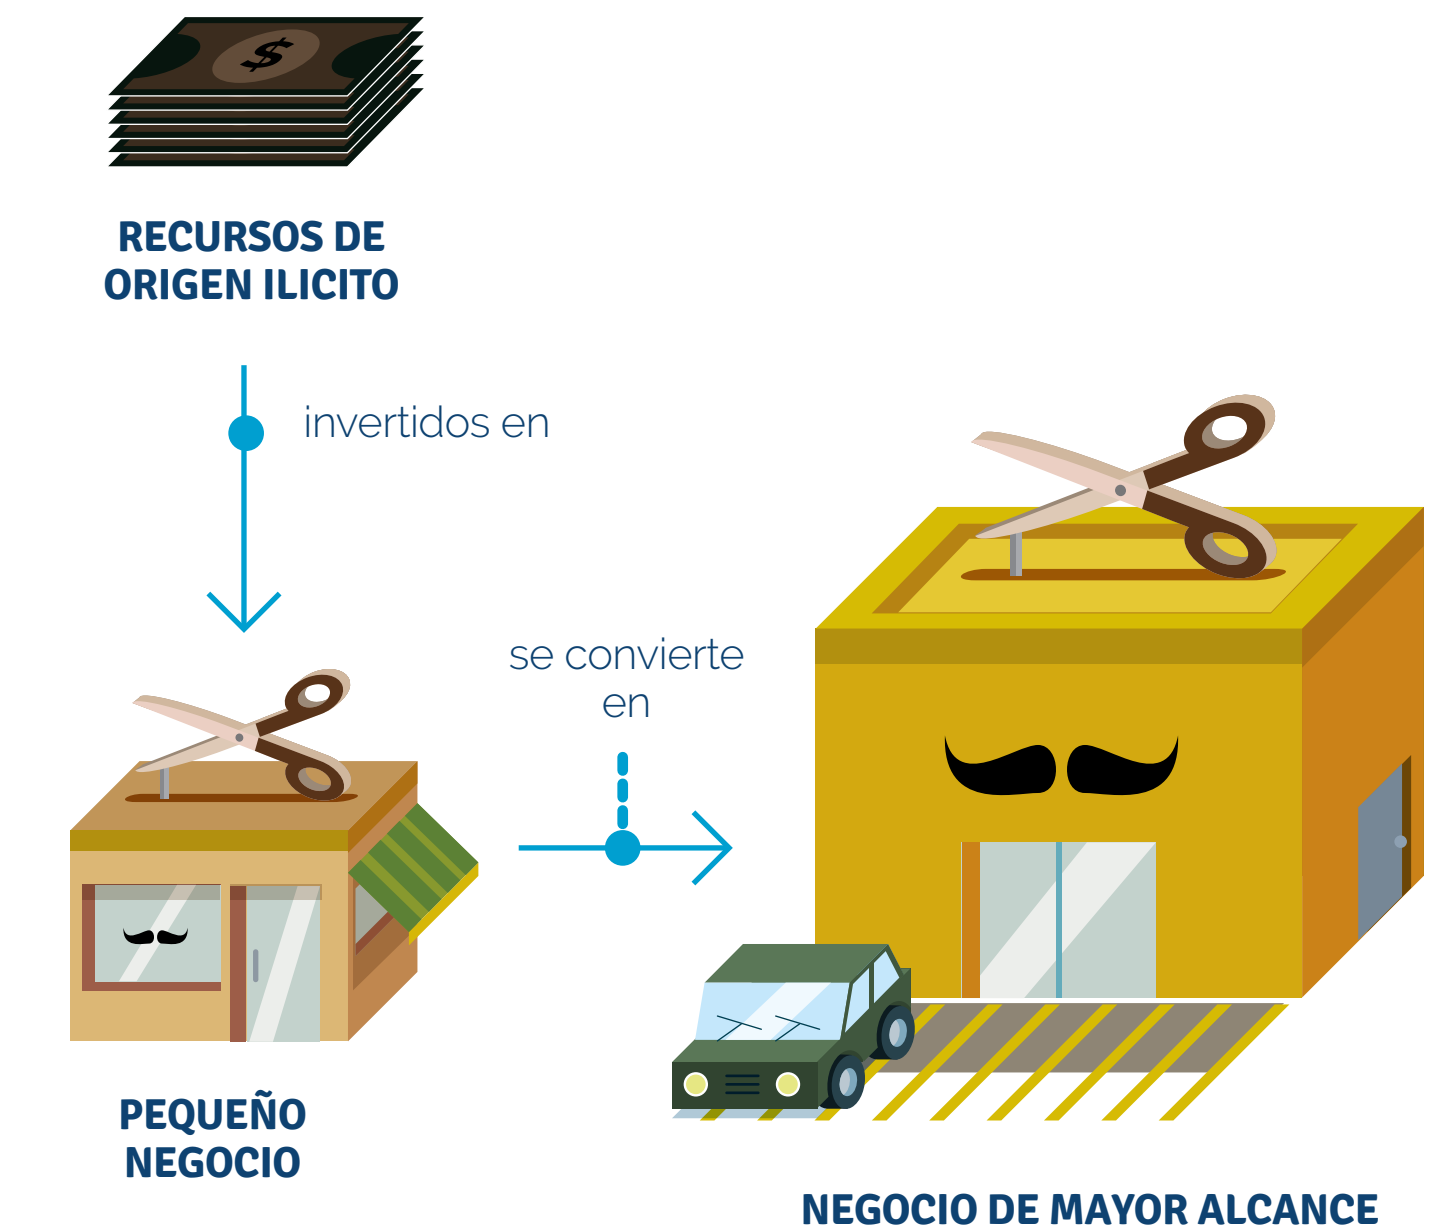 $
RECURSOS DE
ORIGEN ILICITO
invertidos en
se convierte
en
PEQUEÑO
NEGOCIO
NEGOCIO DE MAYOR ALCANCE